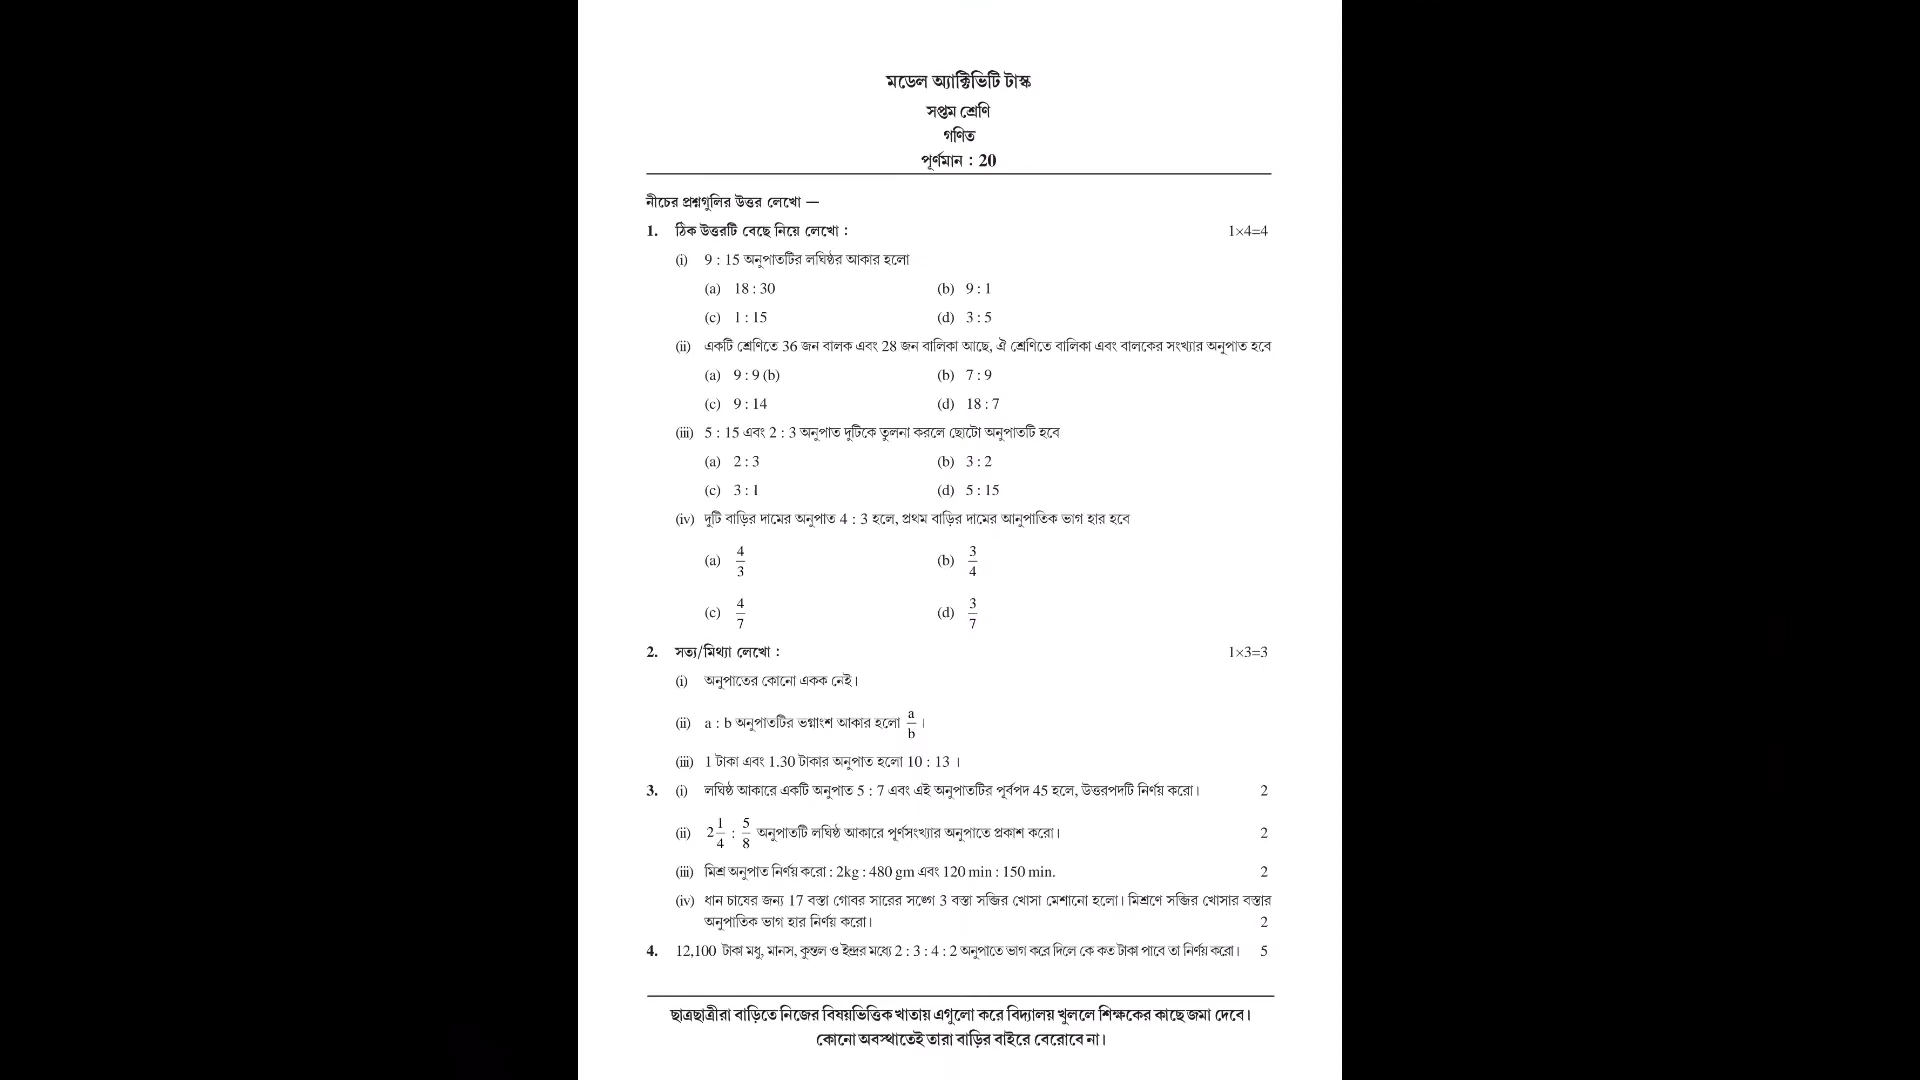 মডেল অ্যাক্টিভিটি টাস্ক
সপ্তম শ্রেণি
গণিত
পূর্ণমান : 20
নীচের প্রশ্নগুলির উত্তর লেখো —
1. ঠিক উত্তরটি বেছে নিয়ে লেখো : 1×4=4
(i) 9 : 15 অনুপাতটির লঘিষ্ঠর আকার হলো
(a) 18 : 30 (b) 9 : 1
(c) 1 : 15 (d) 3 : 5
(ii) একটি শ্রেণিতে 36 জন বালক এবং 28 জন বালিকা আছে, ঐ শ্রেণিতে বালিকা এবং বালকের সংখ্যার অনুপাত হবে
(a) 9 : 9 (b) (b) 7 : 9
(c) 9 : 14 (d) 18 : 7
(iii) 5 : 15 এবং 2 : 3 অনুপাত দুটিকে তুলনা করলে ছোটো অনুপাতটি হবে
(a) 2 : 3 (b) 3 : 2
(c) 3 : 1 (d) 5 : 15
(iv) দুটি বাড়ির দামের অনুপাত 4 : 3 হলে, প্রথম বাড়ির দামের আনুপাতিক ভাগ হার হবে
(a) 4/3 (b) 3/4
(c) 4/7 (d) 3/7
2. সত্য/মিথ্যা লেখো : 1×3=3
(i) অনুপাতের কোনো একক নেই।
(ii) a : b অনুপাতটির ভগ্নাংশ আকার হলো a/b ।
(iii) 1 টাকা এবং 1.30 টাকার অনুপাত হলো 10 : 13 ।
3. (i) লঘিষ্ঠ আকারে একটি অনুপাত 5 : 7 এবং এই অনুপাতটির পূর্বপদ 45 হলে, উত্তরপদটি নির্ণয় করো। 2
(ii) 2 1/4 : 5/8 অনুপাতটি লঘিষ্ঠ আকারে পূর্ণসংখ্যার অনুপাতে প্রকাশ করো। 2
(iii) মিশ্র অনুপাত নির্ণয় করো : 2kg : 480 gm এবং 120 min : 150 min. 2
(iv) ধান চাষের জন্য 17 বস্তা গোবর সারের সঙ্গে 3 বস্তা সব্জির খোসা মেশানো হলো। মিশ্রণে সব্জির খোসার বস্তার
অনুপাতিক ভাগ হার নির্ণয় করো। 2
4. 12,100 টাকা মধু, মানস, কুন্তল ও ইন্দ্রর মধ্যে 2 : 3 : 4 : 2 অনুপাতে ভাগ করে দিলে কে কত টাকা পাবে তা নির্ণয় করো। 5
ছাত্রছাত্রীরা বাড়িতে নিজের বিষয়ভিত্তিক খাতায় এগুলো করে বিদ্যালয় খুললে শিক্ষকের কাছে জমা দেবে।
কোনো অবস্থাতেই তারা বাড়ির বাইরে বেরোবে না।